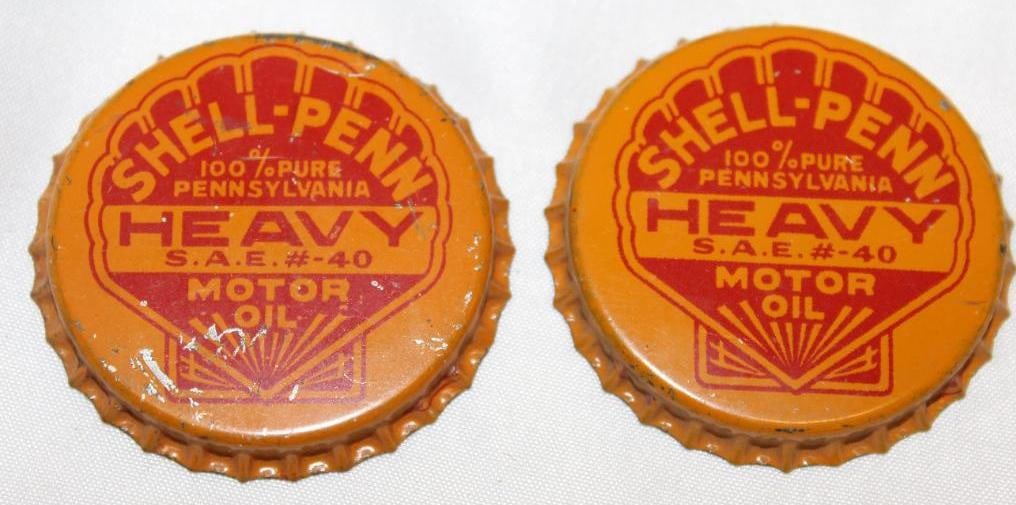 SHELL-PENN
100% PURE
PENNSYLVANIA
HEAVY
S.A.E. #-40
MOTOR
OIL
SHELL-PENN
100% PURE
PENNSYLVANIA
HEAVY
S.A.E. #-40
MOTOR
OIL